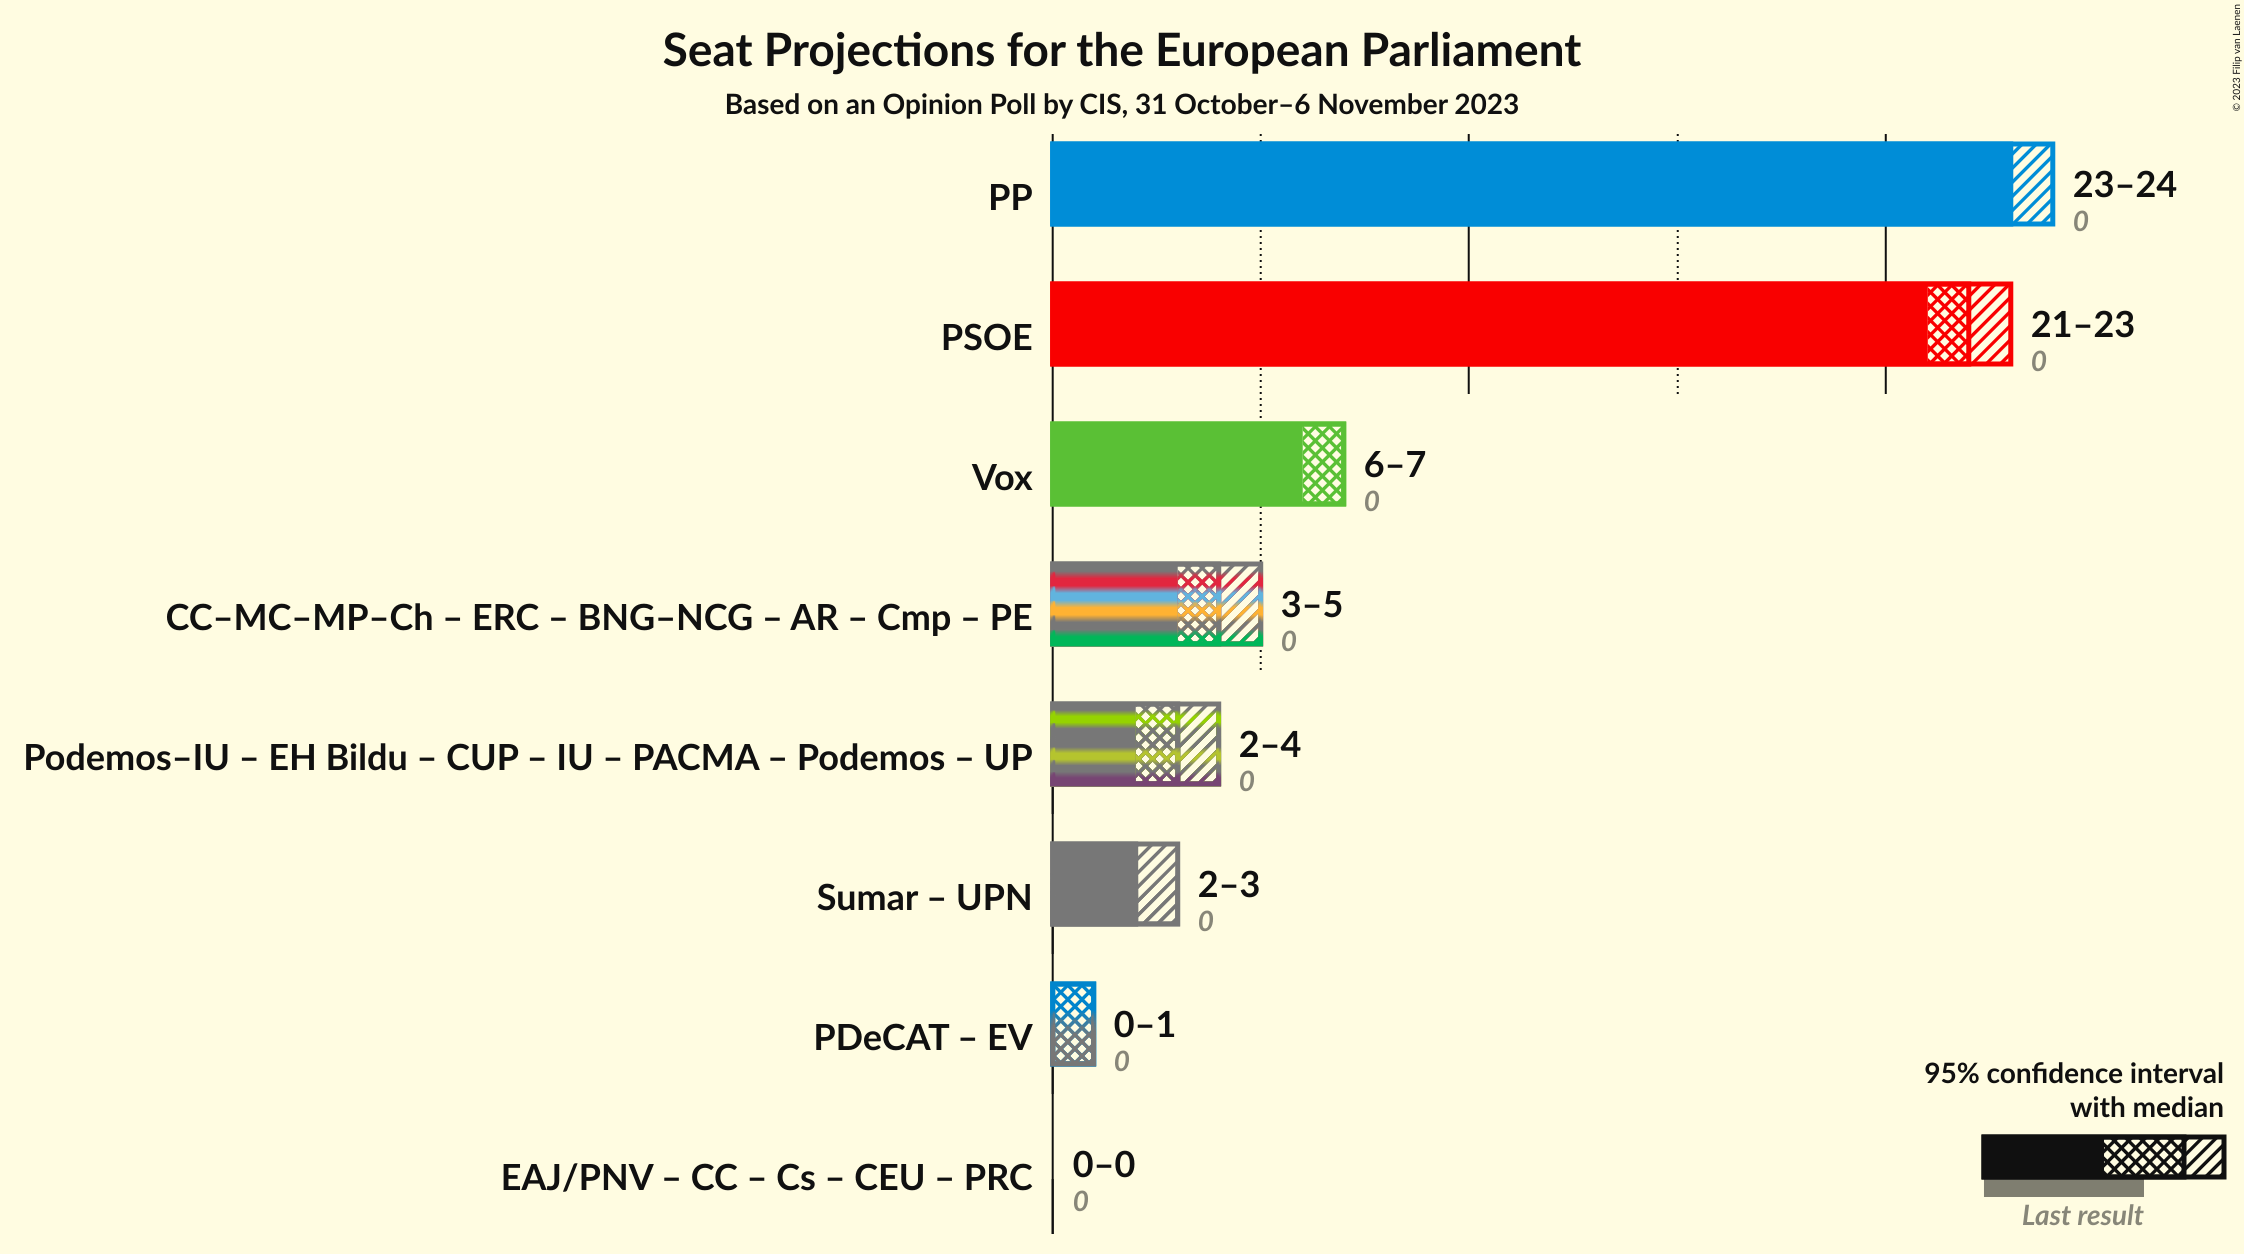 Seat Projections for the European Parliament
Based on an Opinion Poll by CIS, 31 October–6 November 2023
© 2023 Filip van Laenen
PP
23–24
0
PSOE
21–23
0
Vox
6–7
0
CC–MC–MP–Ch – ERC – BNG–NCG – AR – Cmp – PE
3–5
0
Podemos–IU – EH Bildu – CUP – IU – PACMA – Podemos – UP
2–4
0
Sumar – UPN
2–3
0
PDeCAT – EV
0–1
0
EAJ/PNV – CC – Cs – CEU – PRC
0–0
0
95% confidence interval
with median
Last result